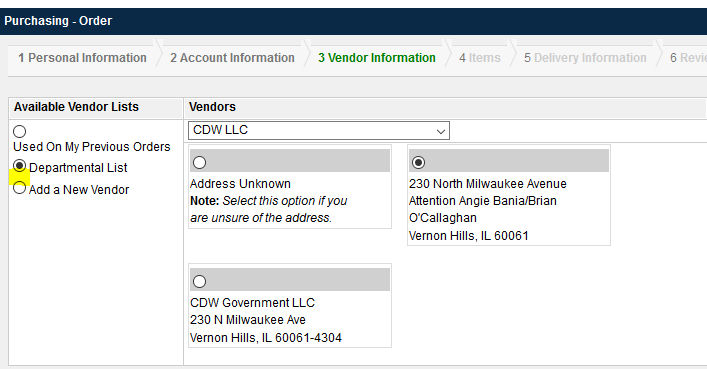 Purchasing - Order
1 Personal Information
2 Account Information
3 Vendor Information
4 Items
5 Delivery Information
6 Revi
Available Vendor Lists
Used On My Previous Orders
Departmental List
Add a New Vendor
Vendors
CDW LLC
Address Unknown
Note: Select this option if you
are unsure of the address.
230 North Milwaukee Avenue
Attention Angie Bania/Brian
O'Callaghan
Vernon Hills, IL 60061
CDW Government LLC
230 N Milwaukee Ave
Vernon Hills, IL 60061-4304